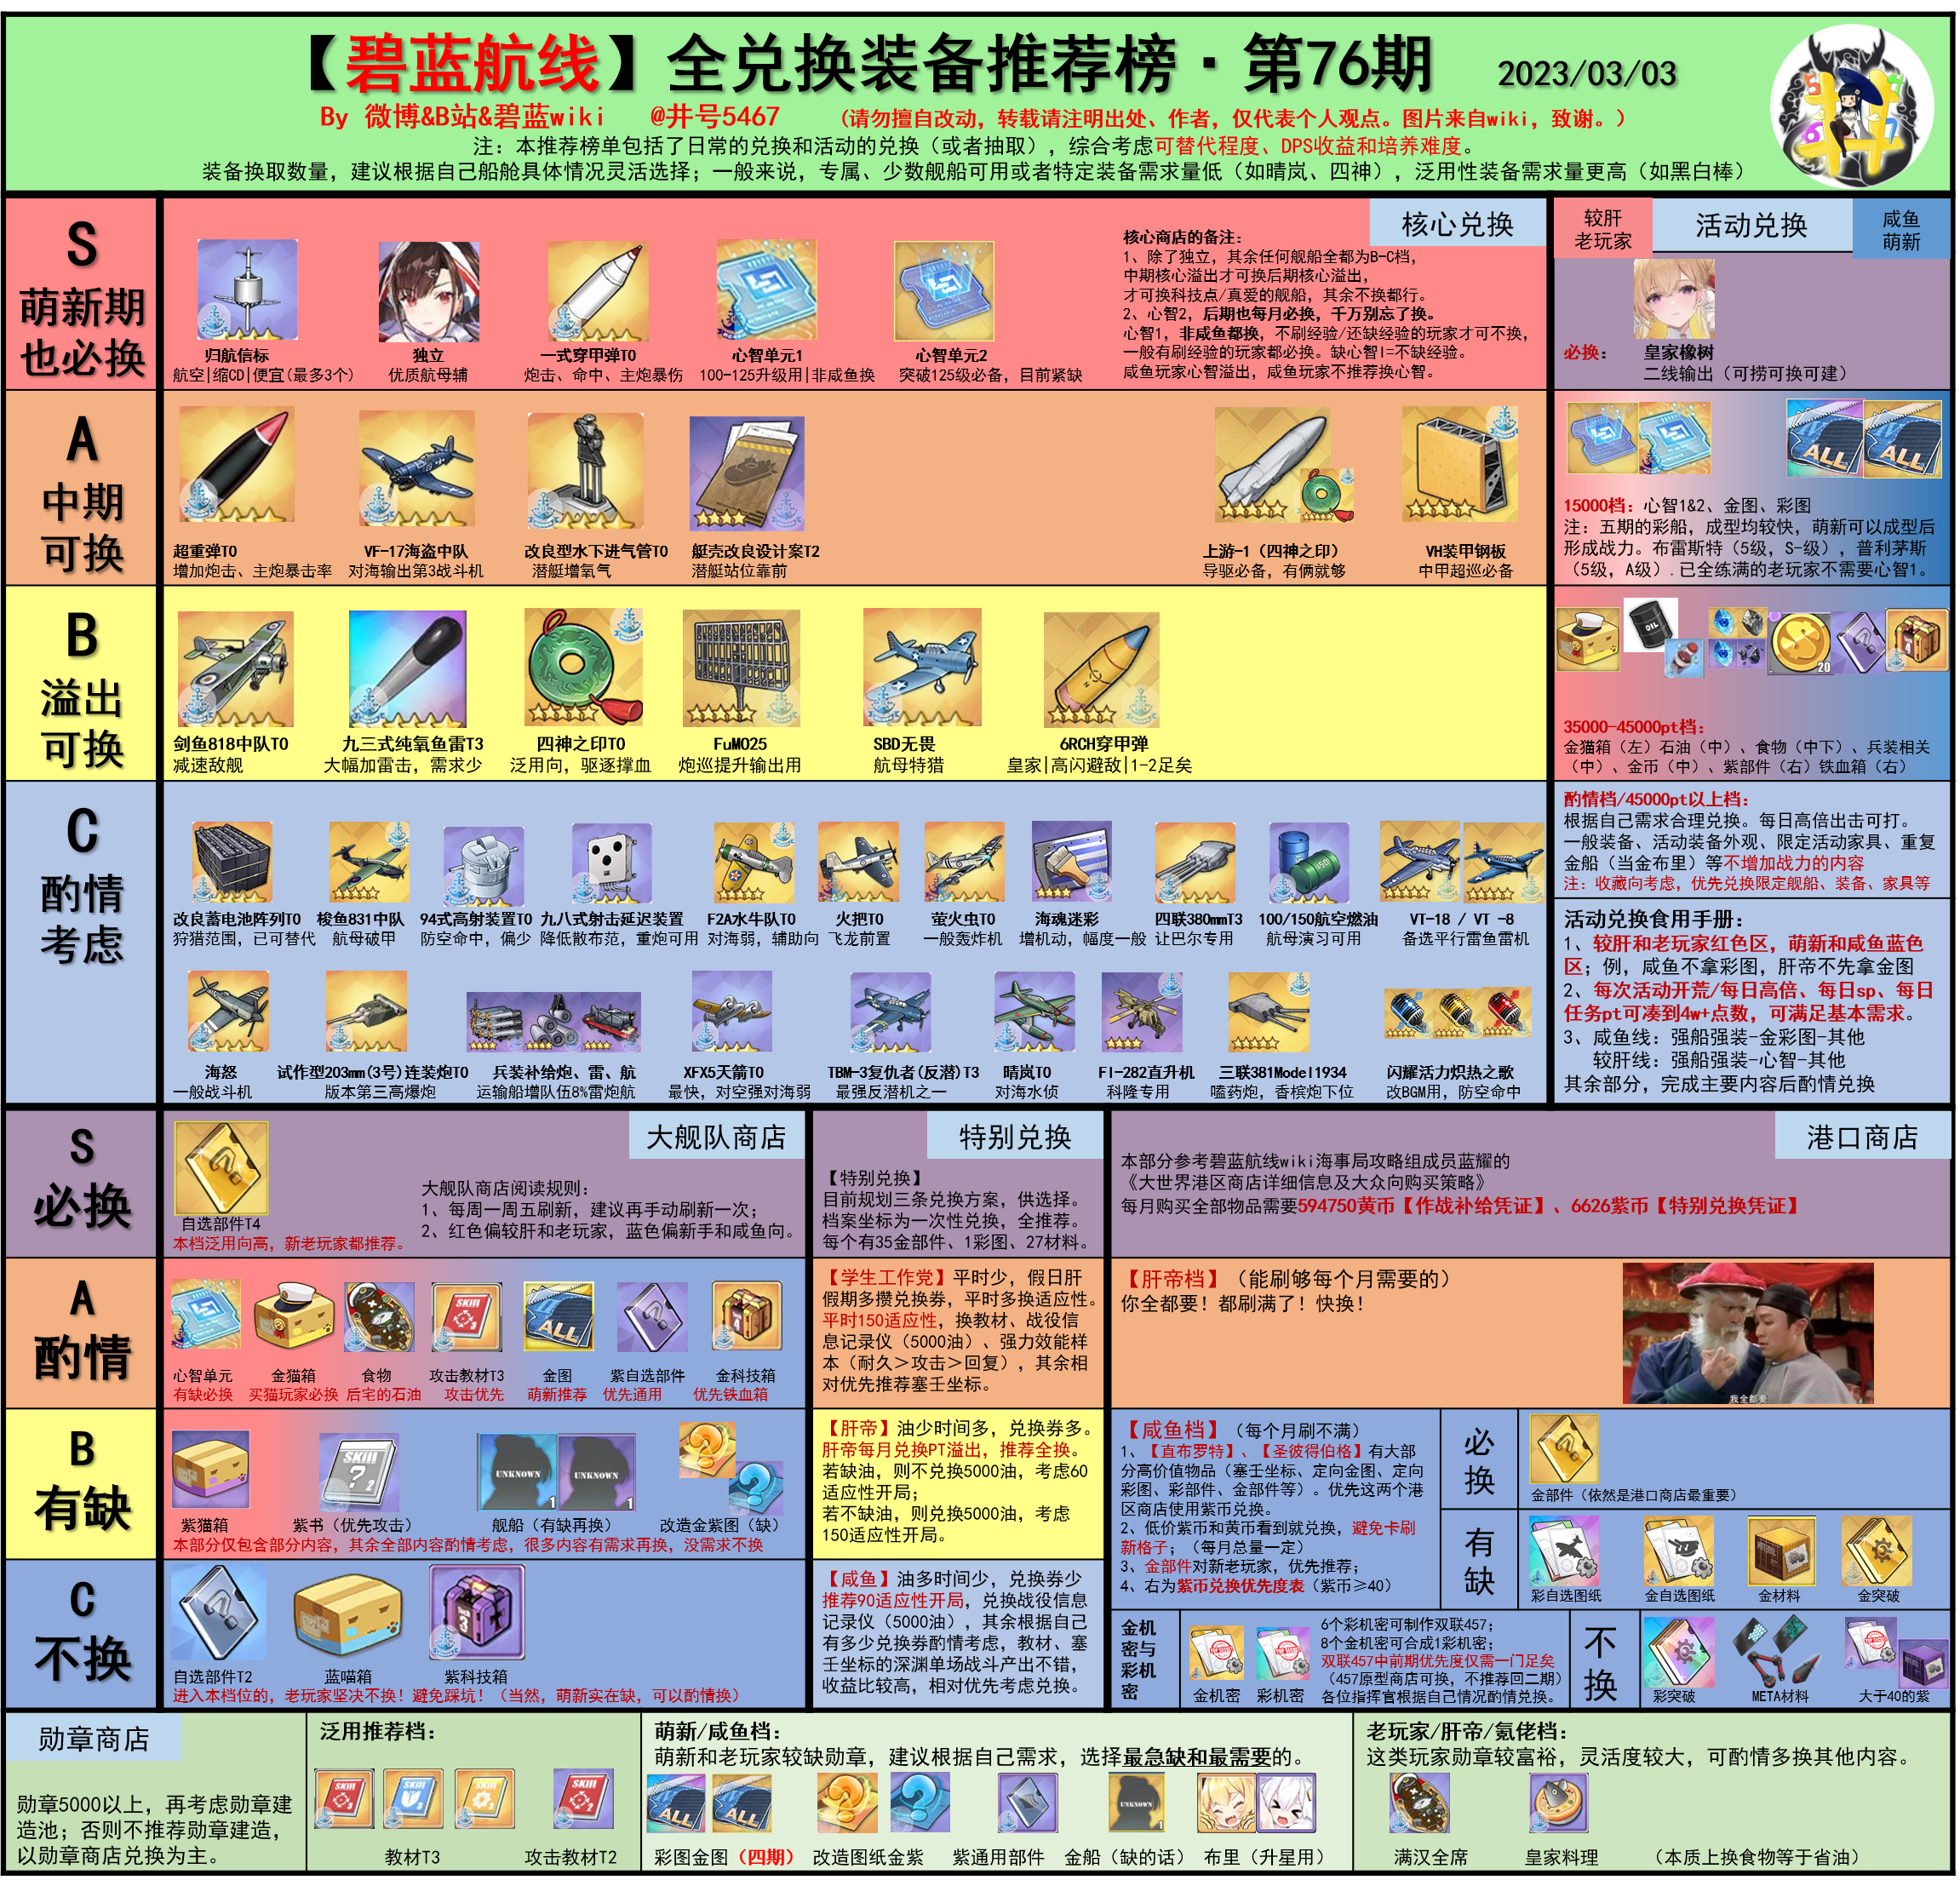 【碧蓝航线】全兑换装备推荐榜·第76期 2023/03/03
By 微博&B站&碧蓝wiki @井号5467 （请勿擅自改动，转载请注明出处、作者，仅代表个人观点。图片来自wiki，致谢。）
注：本推荐榜单包括了日常的兑换和活动的兑换（或者抽取），综合考虑可替代程度、DPS收益和培养难度。
装备换取数量，建议根据自己船舱具体情况灵活选择；一般来说，专属、少数舰船可用或者特定装备需求量低（如晴岚、四神），泛用性装备需求量更高（如黑白棒）
S
萌新期
也必换
核心兑换
归航信标
航空|缩CD|便宜(最多3个)
独立
优质航母辅
一式穿甲弹T0
炮击、命中、主炮暴伤
心智单元1
100-125升级用|非咸鱼换
心智单元2
突破125级必备，目前紧缺
核心商店的备注：
1、除了独立，其余任何舰船全都为B-C档，
中期核心溢出才可换后期核心溢出，
才可换科技点/真爱的舰船，其余不换都行。
2、心智2，后期也每月必换，千万别忘了换。
心智1，非咸鱼都换，不刷经验/还缺经验的玩家才可不换，
一般有刷经验的玩家都必换。缺心智I=不缺经验。
咸鱼玩家心智溢出，咸鱼玩家不推荐换心智。
较肝
老玩家
活动兑换
咸鱼
萌新
必换：
皇家橡树
二线输出（可捞可换可建）
A
中期
可换
超重弹T0
增加炮击、主炮暴击率
VF-17海盗中队
对海输出第3战斗机
改良型水下进气管T0
潜艇增氧气
艇壳改良设计案T2
潜艇站位靠前
上游-1（四神之印）
导驱必备，有俩就够
VH装甲钢板
中甲超巡必备
ALL
ALL
15000档：心智1&2、金图、彩图
注：五期的彩船，成型均较快，萌新可以成型后
形成战力。布雷斯特（5级，S-级），普利茅斯
（5级，A级）.已全练满的老玩家不需要心智1。
B
溢出
可换
剑鱼818中队T0
减速敌舰
九三式纯氧鱼雷T3
大幅加雷击，需求少
四神之印T0
泛用向，驱逐撑血
FuMO25
炮巡提升输出用
SBD无畏
航母特猎
6RCH穿甲弹
皇家|高闪避敌|1-2足矣
OIL
20
4
35000-45000pt档：
金猫箱（左）石油（中）、食物（中下）、兵装相关
（中）、金币（中）、紫部件（右）铁血箱（右）
C
酌情
考虑
改良蓄电池阵列T0
狩猎范围，已可替代
梭鱼831中队
航母破甲
94式高射装置T0
防空命中，偏少
九八式射击延迟装置
降低散布范，重炮可用
F2A水牛队T0
对海弱，辅助向
火把T0
飞龙前置
萤火虫T0
一般轰炸机
海魂迷彩
增机动，幅度一般
四联380mmT3
让巴尔专用
100/150航空燃油
航母演习可用
VT-18 / VT -8
备选平行雷鱼雷机
海怒
一般战斗机
试作型203mm(3号)连装炮T0
版本第三高爆炮
兵装补给炮、雷、航
运输船增队伍8%雷炮航
XFX5天箭T0
最快，对空强对海弱
TBM-3复仇者(反潜)T3
最强反潜机之一
晴岚T0
对海水侦
Fl-282直升机
科隆专用
三联381Model1934
嗑药炮，香槟炮下位
闪耀活力炽热之歌
改BGM用，防空命中
酌情档/45000pt以上档：
根据自己需求合理兑换。每日高倍出击可打。
一般装备、活动装备外观、限定活动家具、重复
金船（当金布里）等不增加战力的内容
注：收藏向考虑，优先兑换限定舰船、装备、家具等
活动兑换食用手册：
1、较肝和老玩家红色区，萌新和咸鱼蓝色
区；例，咸鱼不拿彩图，肝帝不先拿金图
2、每次活动开荒/每日高倍、每日sp、每日
任务pt可凑到4w+点数，可满足基本需求。
3、咸鱼线：强船强装-金彩图-其他
较肝线：强船强装-心智-其他
其余部分，完成主要内容后酌情兑换
S
必换
大舰队商店
自选部件T4
本档泛用向高，新老玩家都推荐。
大舰队商店阅读规则：
1、每周一周五刷新，建议再手动刷新一次；
2、红色偏较肝和老玩家，蓝色偏新手和咸鱼向。
特别兑换
【特别兑换】
目前规划三条兑换方案，供选择。
档案坐标为一次性兑换，全推荐。
每个有35金部件、1彩图、27材料。
港口商店
本部分参考碧蓝航线wiki海事局攻略组成员蓝耀的
《大世界港区商店详细信息及大众向购买策略》
每月购买全部物品需要594750黄币【作战补给凭证】、6626紫币【特别兑换凭证】
A
酌情
SKILL
3
ALL
4
心智单元
有缺必换
金猫箱
买猫玩家必换
食物
后宅的石油
攻击教材T3
攻击优先
金图
萌新推荐
紫自选部件
优先通用
金科技箱
优先铁血箱
【学生工作党】平时少，假日肝
假期多攒兑换券，平时多换适应性。
平时150适应性，换教材、战役信
息记录仪（5000油）、强力效能样
本（耐久＞攻击＞回复），其余相
对优先推荐塞壬坐标。
【肝帝档】（能刷够每个月需要的）
你全都要！都刷满了！快换！
我全都要
B
有缺
SKILL
2
UNKNOWN
1
UNKNOWN
1
紫猫箱
紫书（优先攻击）
舰船（有缺再换）
改造金紫图（缺）
本部分仅包含部分内容，其余全部内容酌情考虑，很多内容有需求再换，没需求不换
【肝帝】油少时间多，兑换券多。
肝帝每月兑换PT溢出，推荐全换。
若缺油，则不兑换5000油，考虑60
适应性开局；
若不缺油，则兑换5000油，考虑
150适应性开局。
【咸鱼档】（每个月刷不满）
1、【直布罗特】、【圣彼得伯格】有大部
分高价值物品（塞壬坐标、定向金图、定向
彩图、彩部件、金部件等）。优先这两个港
区商店使用紫币兑换。
2、低价紫币和黄币看到就兑换，避免卡刷
新格子；（每月总量一定）
3、金部件对新老玩家，优先推荐；
4、右为紫币兑换优先度表（紫币≥40）
必
换
金部件（依然是港口商店最重要）
有
缺
彩自选图纸
金自选图纸
金材料
金突破
C
不换
3
自选部件T2
蓝喵箱
紫科技箱
进入本档位的，老玩家坚决不换！避免踩坑！（当然，萌新实在缺，可以酌情换）
【咸鱼】油多时间少，兑换券少
推荐90适应性开局，兑换战役信息
记录仪（5000油），其余根据自己
有多少兑换券酌情考虑，教材、塞
壬坐标的深渊单场战斗产出不错，
收益比较高，相对优先考虑兑换。
金机
密与
彩机
密
TOP SECRET
TOP SECRET
金机密
彩机密
6个彩机密可制作双联457；
8个金机密可合成1彩机密；
双联457中前期优先度仅需一门足矣
（457原型商店可换，不推荐回二期）
各位指挥官根据自己情况酌情兑换。
不
换
彩突破
META材料
大于40的紫
勋章商店
勋章5000以上，再考虑勋章建
造池；否则不推荐勋章建造，
以勋章商店兑换为主。
泛用推荐档：
SKILL
3
SKILL
3
SKILL
3
SKILL
2
教材T3
攻击教材T2
萌新/咸鱼档：
萌新和老玩家较缺勋章，建议根据自己需求，选择最急缺和最需要的。
ALL
ALL
UNKNOWN
1
彩图金图（四期）
改造图纸金紫
紫通用部件
金船（缺的话）
布里（升星用）
老玩家/肝帝/氪佬档：
这类玩家勋章较富裕，灵活度较大，可酌情多换其他内容。
满汉全席
皇家料理
（本质上换食物等于省油）